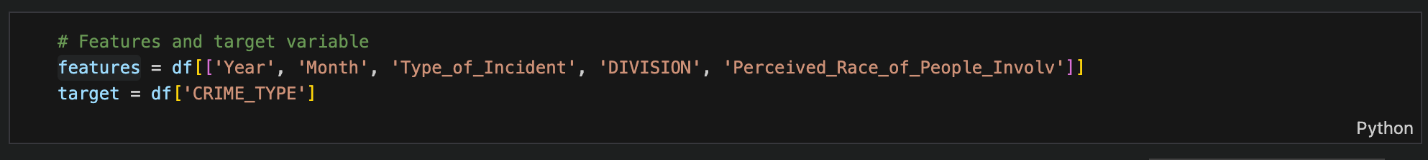 # Features and target variable
features = df[['Year', 'Month', 'Type_of_Incident', 'DIVISION', 'Perceived_Race_of_People_Involv']]
target = df['CRIME_TYPE']
Python